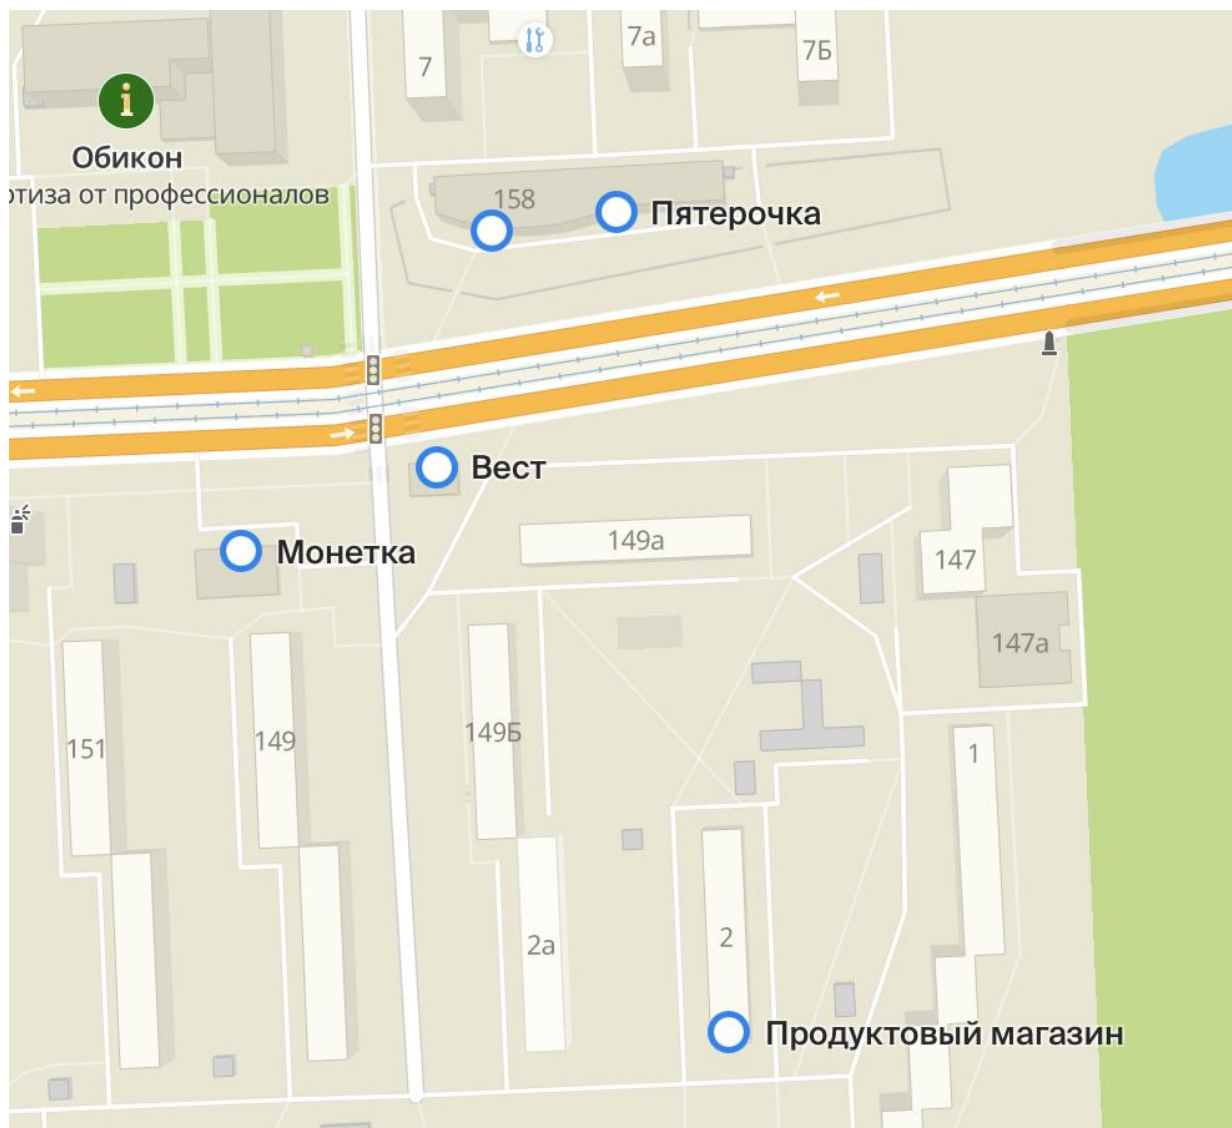 7
7а
7Б
Обикон
ртиза от профессионалов
158
Пятерочка
Вест
149а
Монетка
147
147а
151
149
149Б
1
2а
2
Продуктовый магазин